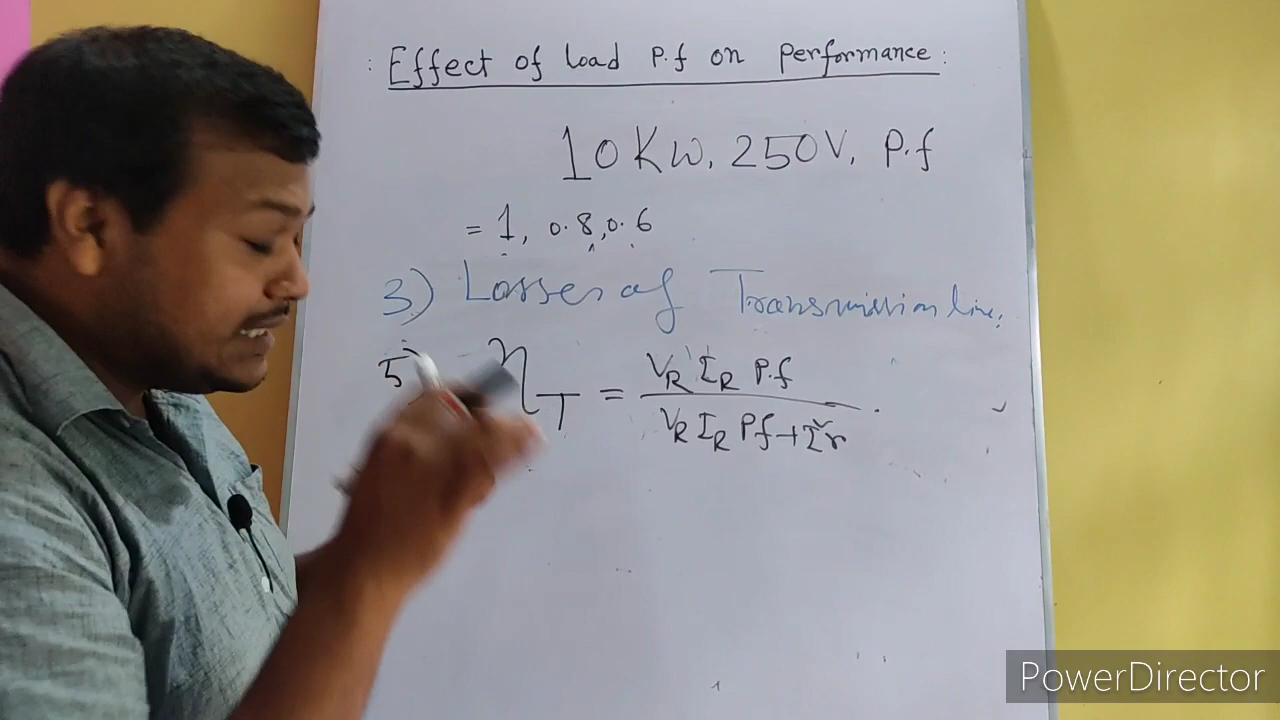 : Effect of load P.f on performance :
10 KW, 250V, P.f
= 1, 0.8, 0.6
3) Losses of Transmission line,
5) η_T = V_R I_R P.f / V_R I_R Pf + I²r
PowerDirector